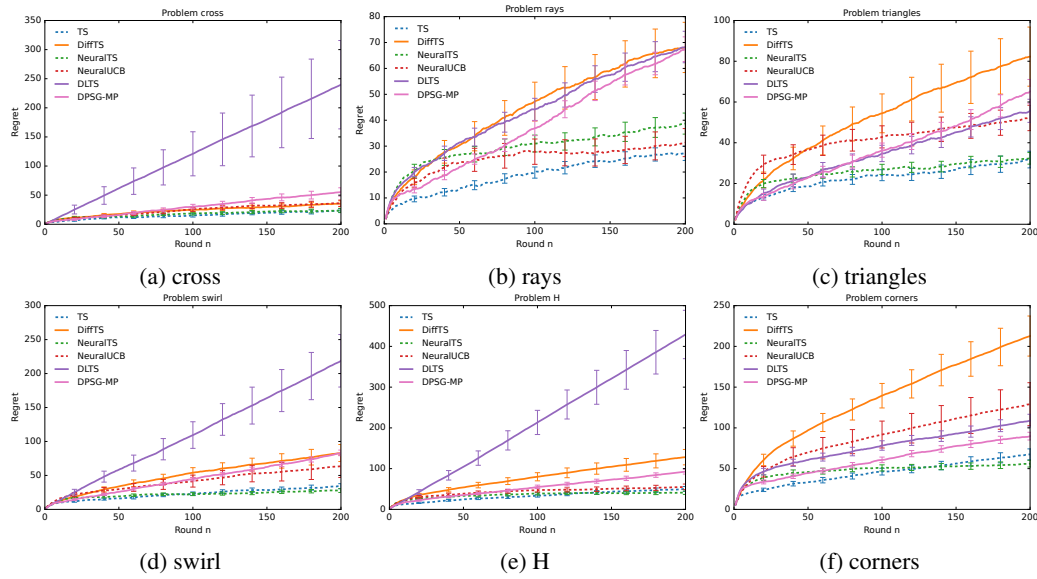 Problem cross
350
300
250
200
150
100
50
0
Regret
TS
DiffTS
NeuralTS
NeuralUCB
DLTS
DPSG-MP
0 50 100 150 200
Round n
(a) cross
Problem rays
80
70
60
50
40
30
20
10
0
Regret
TS
DiffTS
NeuralTS
NeuralUCB
DLTS
DPSG-MP
0 50 100 150 200
Round n
(b) rays
Problem triangles
100
80
60
40
20
0
Regret
TS
DiffTS
NeuralTS
NeuralUCB
DLTS
DPSG-MP
0 50 100 150 200
Round n
(c) triangles
Problem swirl
300
250
200
150
100
50
0
Regret
TS
DiffTS
NeuralTS
NeuralUCB
DLTS
DPSG-MP
0 50 100 150 200
Round n
(d) swirl
Problem H
500
400
300
200
100
0
Regret
TS
DiffTS
NeuralTS
NeuralUCB
DLTS
DPSG-MP
0 50 100 150 200
Round n
(e) H
Problem corners
250
200
150
100
50
0
Regret
TS
DiffTS
NeuralTS
NeuralUCB
DLTS
DPSG-MP
0 50 100 150 200
Round n
(f) corners